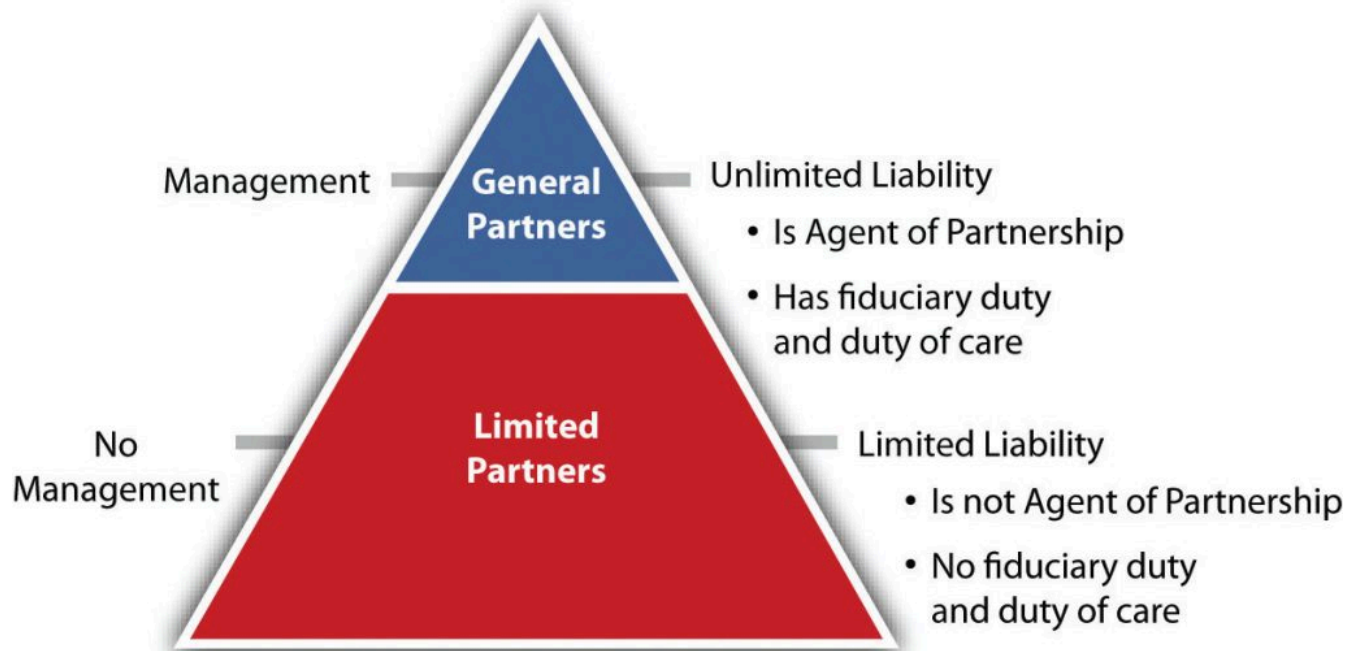 Management
General
Partners
Unlimited Liability
• Is Agent of Partnership
• Has fiduciary duty
and duty of care
No
Management
Limited
Partners
Limited Liability
• Is not Agent of Partnership
• No fiduciary duty
and duty of care